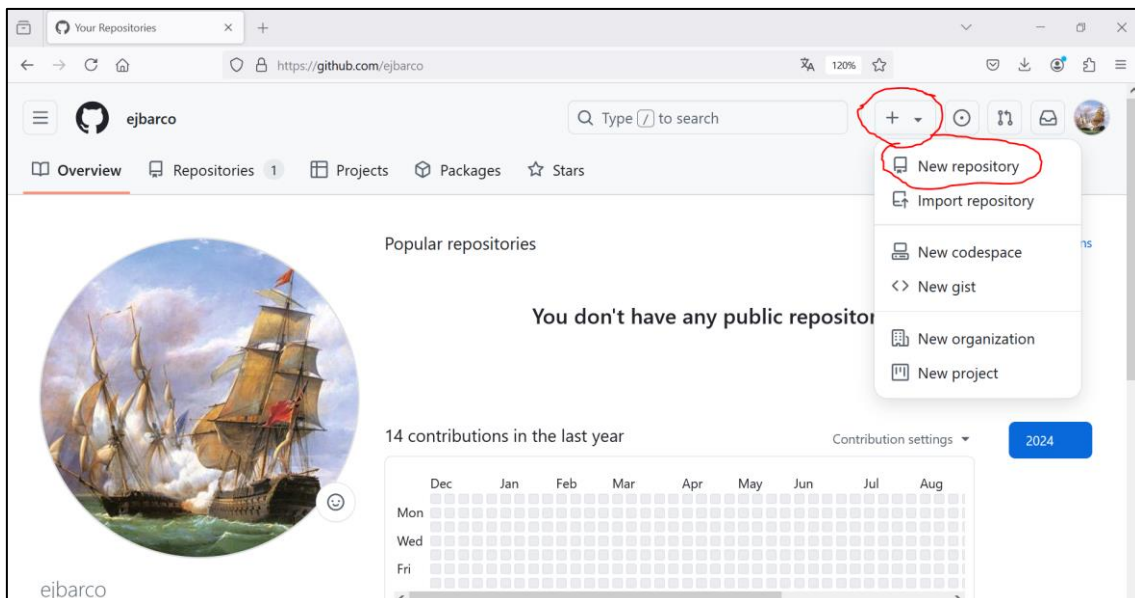 Your Repositories
https://github.com/ejbarco
120%
ejbarco
Type / to search
Overview
Repositories 1
Projects
Packages
Stars
New repository
Import repository
New codespace
New gist
New organization
New project
Popular repositories
ns
You don't have any public repositor
14 contributions in the last year
Contribution settings
2024
Dec Jan Feb Mar Apr May Jun Jul Aug
Mon
Wed
Fri
ejbarco